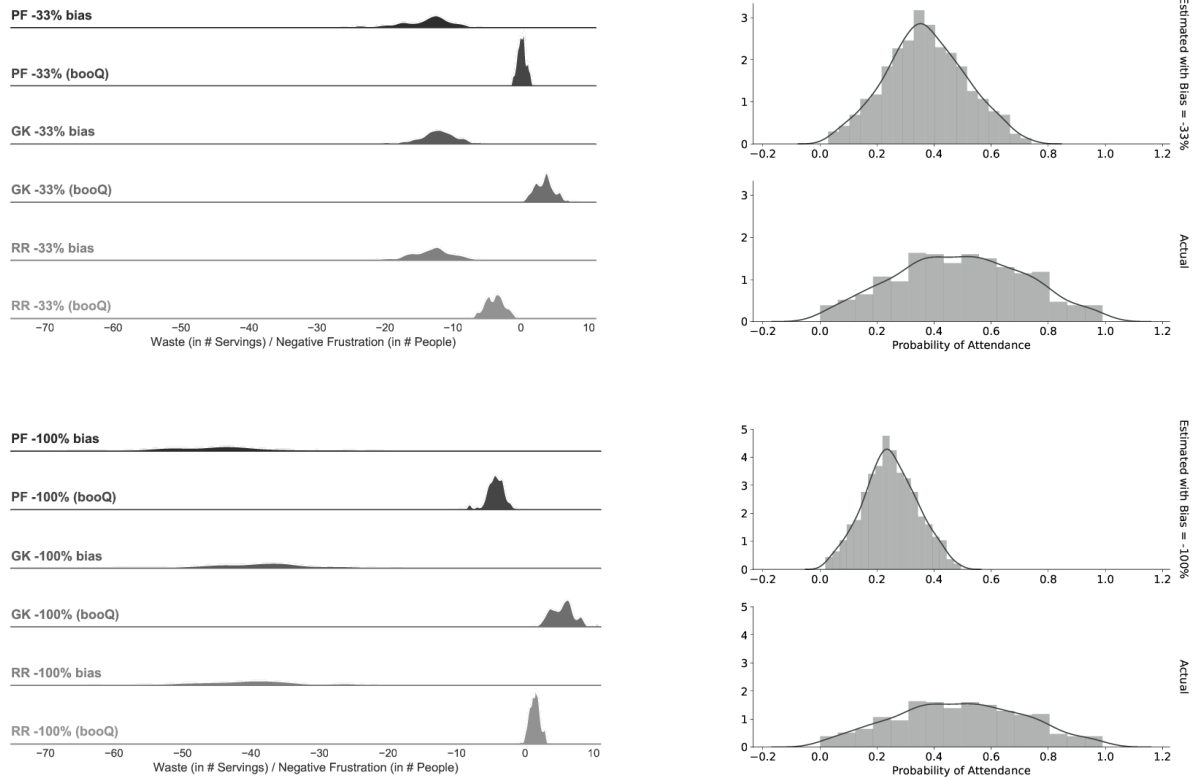 PF -33% bias
PF -33% (booQ)
GK -33% bias
GK -33% (booQ)
RR -33% bias
RR -33% (booQ)
−70 −60 −50 −40 −30 −20 −10 0 10
Waste (in # Servings) / Negative Frustration (in # People)
3
2
1
0
−0.2 0.0 0.2 0.4 0.6 0.8 1.0 1.2
Estimated with Bias = -33%
3
2
1
0
−0.2 0.0 0.2 0.4 0.6 0.8 1.0 1.2
Probability of Attendance
Actual
PF -100% bias
PF -100% (booQ)
GK -100% bias
GK -100% (booQ)
RR -100% bias
RR -100% (booQ)
−70 −60 −50 −40 −30 −20 −10 0 10
Waste (in # Servings) / Negative Frustration (in # People)
5
4
3
2
1
0
−0.2 0.0 0.2 0.4 0.6 0.8 1.0 1.2
Estimated with Bias = -100%
5
4
3
2
1
0
−0.2 0.0 0.2 0.4 0.6 0.8 1.0 1.2
Probability of Attendance
Actual